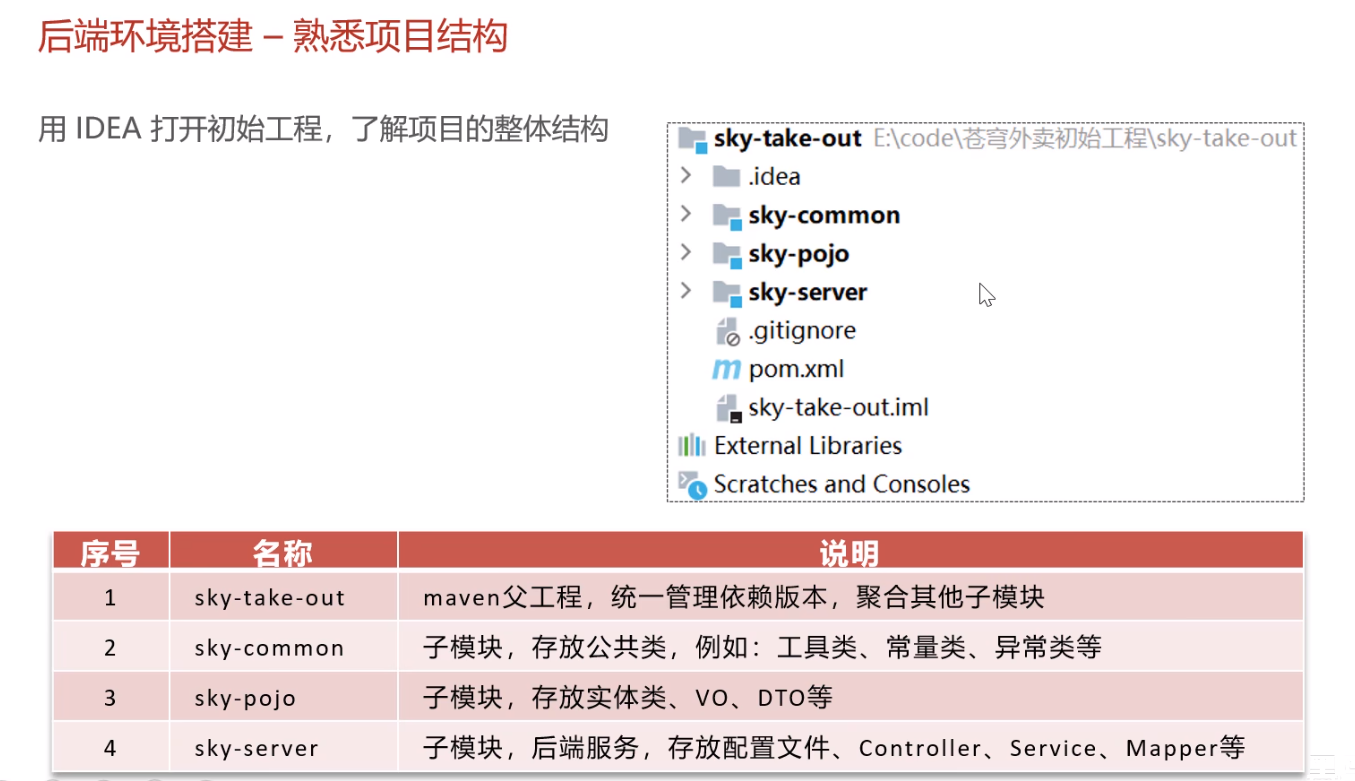 后端环境搭建 – 熟悉项目结构
用 IDEA 打开初始工程，了解项目的整体结构
sky-take-out E:\code\苍穹外卖初始工程\sky-take-out
.idea
sky-common
sky-pojo
sky-server
.gitignore
pom.xml
sky-take-out.iml
External Libraries
Scratches and Consoles
序号 名称 说明
1 sky-take-out maven父工程，统一管理依赖版本，聚合其他子模块
2 sky-common 子模块，存放公共类，例如：工具类、常量类、异常类等
3 sky-pojo 子模块，存放实体类、VO、DTO等
4 sky-server 子模块，后端服务，存放配置文件、Controller、Service、Mapper等